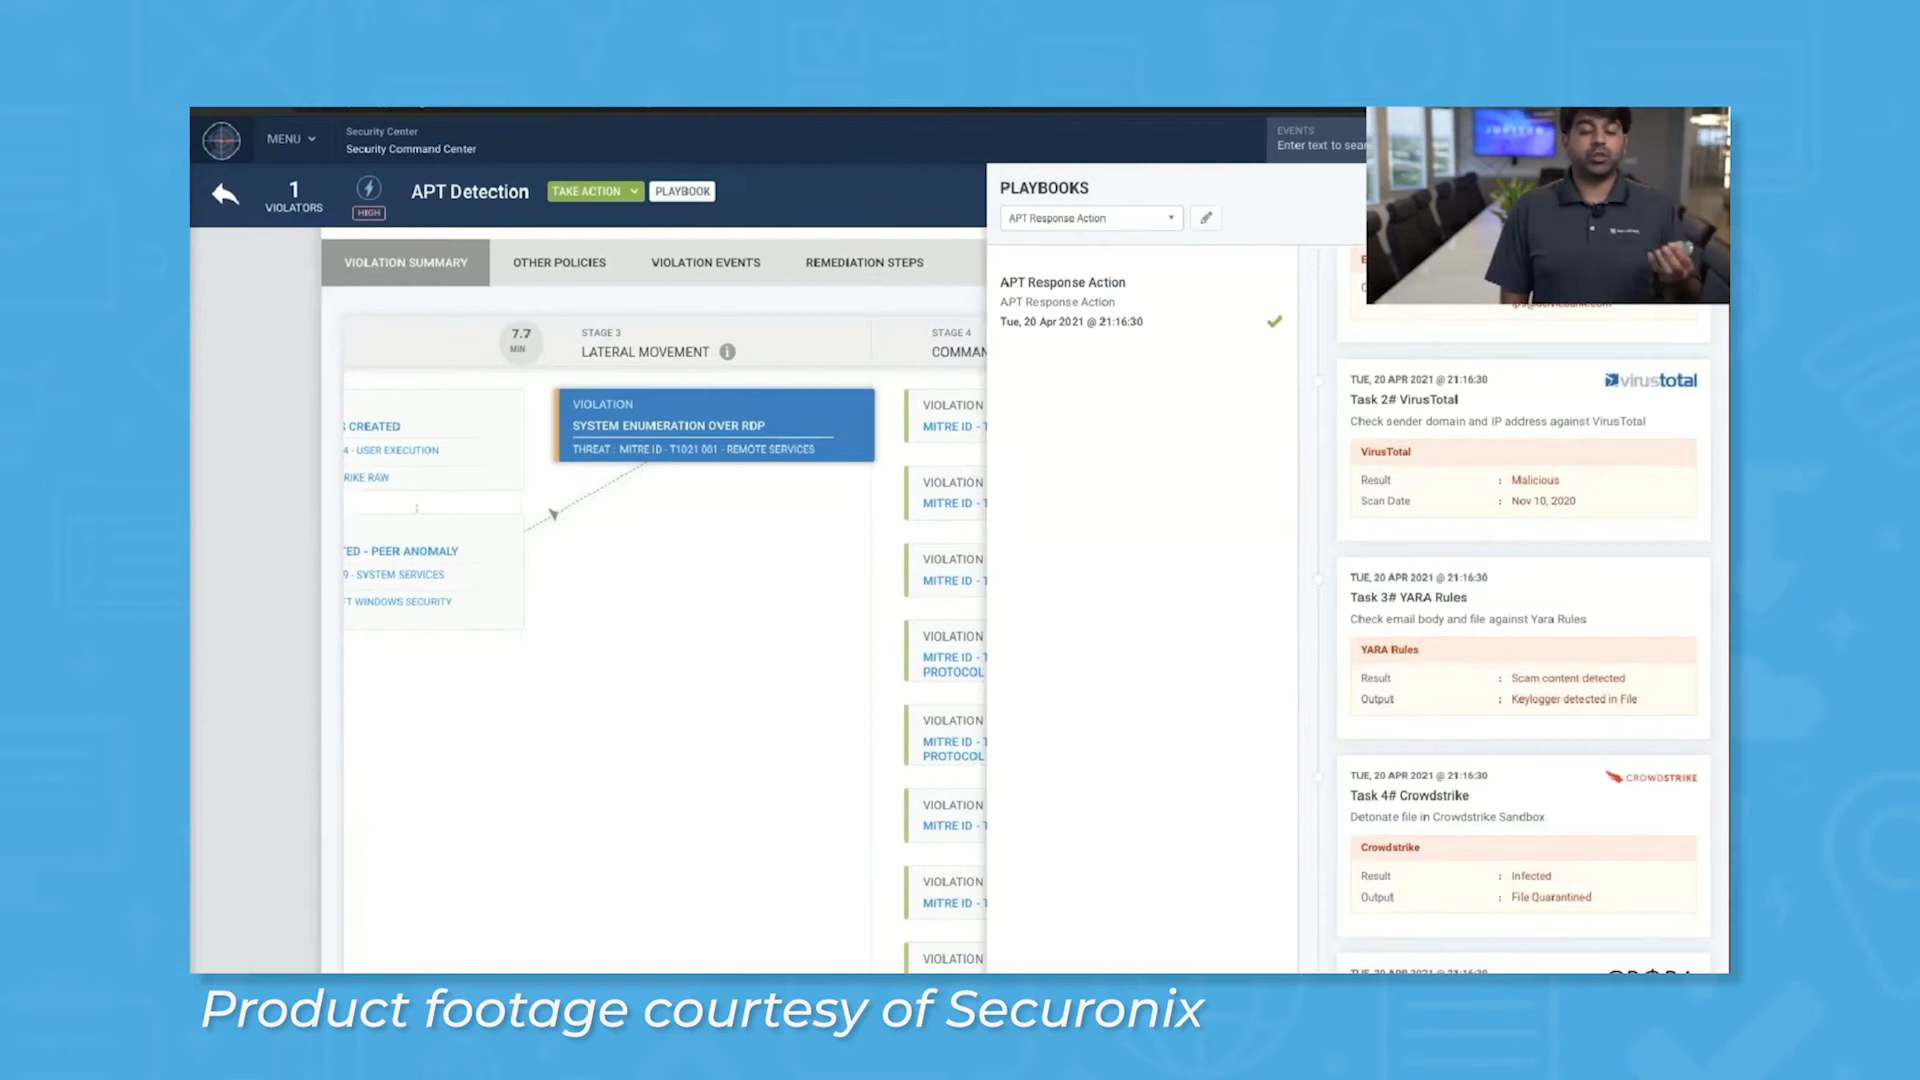 MENU
Security Center
Security Command Center
EVENTS
Enter text to sear
1
VIOLATORS
HIGH
APT Detection
TAKE ACTION
PLAYBOOK
PLAYBOOKS
APT Response Action
VIOLATION SUMMARY
OTHER POLICIES
VIOLATION EVENTS
REMEDIATION STEPS
7.7
MIN
STAGE 3
LATERAL MOVEMENT
STAGE 4
COMMAN
CREATED
4 - USER EXECUTION
RIKE RAW
TED - PEER ANOMALY
9 - SYSTEM SERVICES
FT WINDOWS SECURITY
VIOLATION
SYSTEM ENUMERATION OVER RDP
THREAT : MITRE ID - T1021 001 - REMOTE SERVICES
VIOLATION
MITRE ID - T
VIOLATION
MITRE ID - T
VIOLATION
MITRE ID - T
VIOLATION
MITRE ID - T
PROTOCOL
VIOLATION
MITRE ID - T
PROTOCOL
VIOLATION
MITRE ID - T
VIOLATION
MITRE ID - T
VIOLATION
APT Response Action
APT Response Action
Tue, 20 Apr 2021 @ 21:16:30
TUE, 20 APR 2021 @ 21:16:30
virustotal
Task 2# VirusTotal
Check sender domain and IP address against VirusTotal
VirusTotal
Result : Malicious
Scan Date : Nov 10, 2020
TUE, 20 APR 2021 @ 21:16:30
Task 3# YARA Rules
Check email body and file against Yara Rules
YARA Rules
Result : Scam content detected
Output : Keylogger detected in File
TUE, 20 APR 2021 @ 21:16:30
CROWDSTRIKE
Task 4# Crowdstrike
Detonate file in Crowdstrike Sandbox
Crowdstrike
Result : Infected
Output : File Quarantined
TUE, 20 APR 2021 @ 21:16:30
Product footage courtesy of Securonix